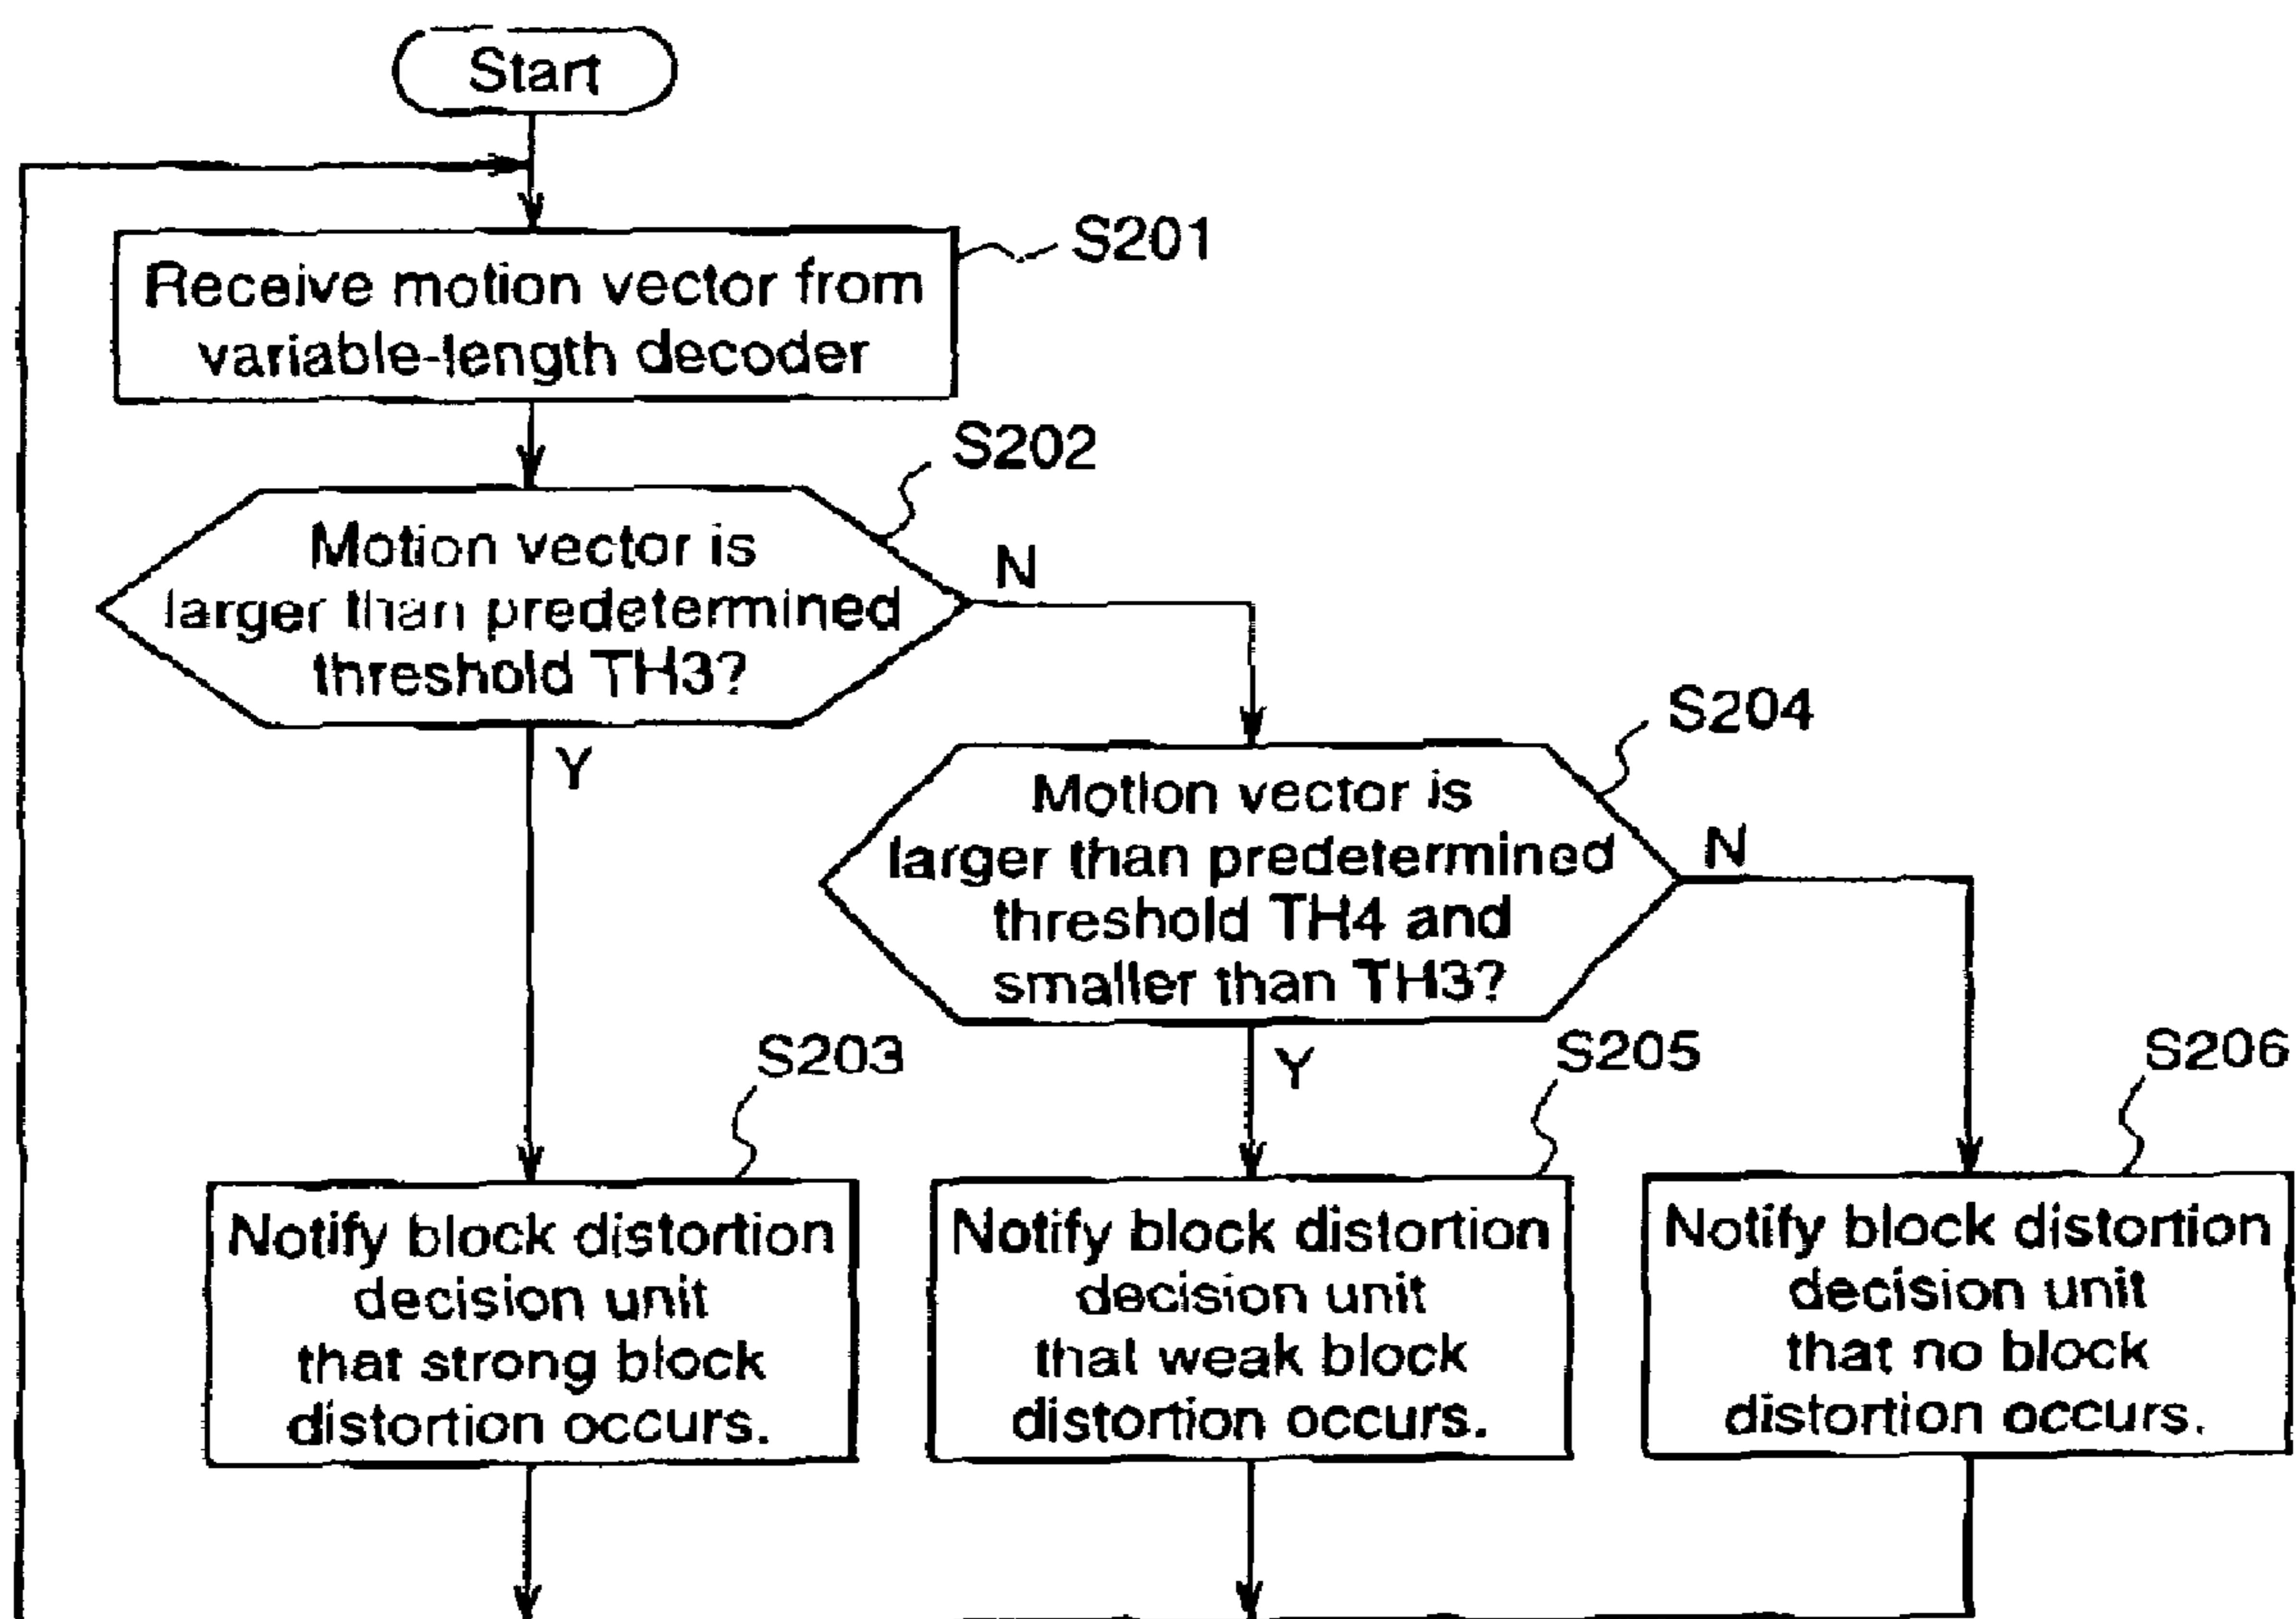 Start
S201
Receive motion vector from
variable-length decoder
S202
Motion vector is
larger than predetermined
threshold TH3?
N
Y
S204
Motion vector is
larger than predetermined
threshold TH4 and
smaller than TH3?
N
Y
S203
Notify block distortion
decision unit
that strong block
distortion occurs.
S205
Notify block distortion
decision unit
that weak block
distortion occurs.
S206
Notify block distortion
decision unit
that no block
distortion occurs.